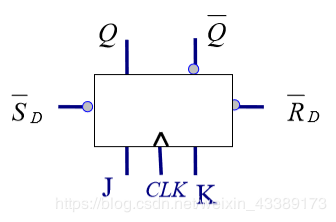 Q Q̅
S̅D R̅D
J CLK K
https://blog.csdn.net/weixin_43389173